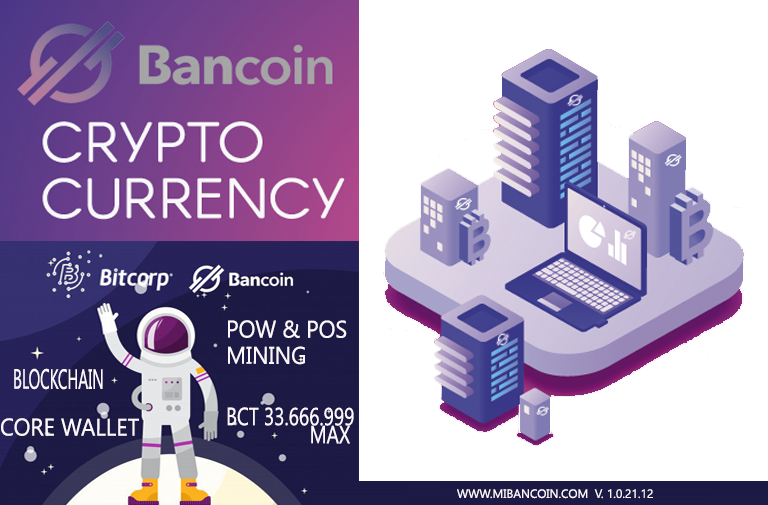 Bancoin
CRYPTO
CURRENCY
Bitcorp Bancoin
POW & POS
MINING
BLOCKCHAIN
CORE WALLET
BCT 33.666.999
MAX
WWW.MIBANCOIN.COM V. 1.0.21.12